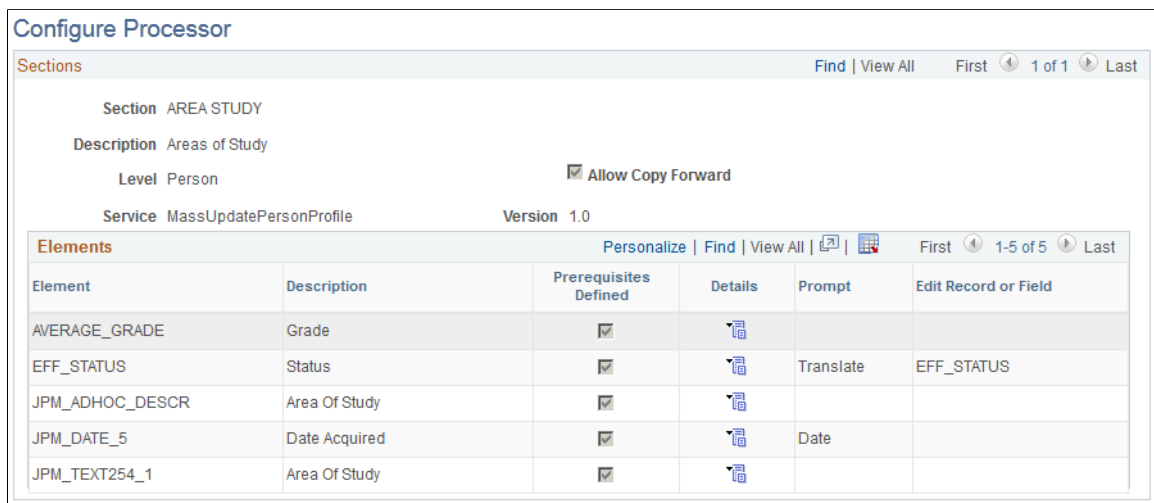 Configure Processor
Sections Find | View All First 1 of 1 Last
Section AREA STUDY
Description Areas of Study
Level Person Allow Copy Forward
Service MassUpdatePersonProfile Version 1.0
Elements Personalize | Find | View All | | First 1-5 of 5 Last
Element Description Prerequisites Defined Details Prompt Edit Record or Field
AVERAGE_GRADE Grade
EFF_STATUS Status Translate EFF_STATUS
JPM_ADHOC_DESCR Area Of Study
JPM_DATE_5 Date Acquired Date
JPM_TEXT254_1 Area Of Study